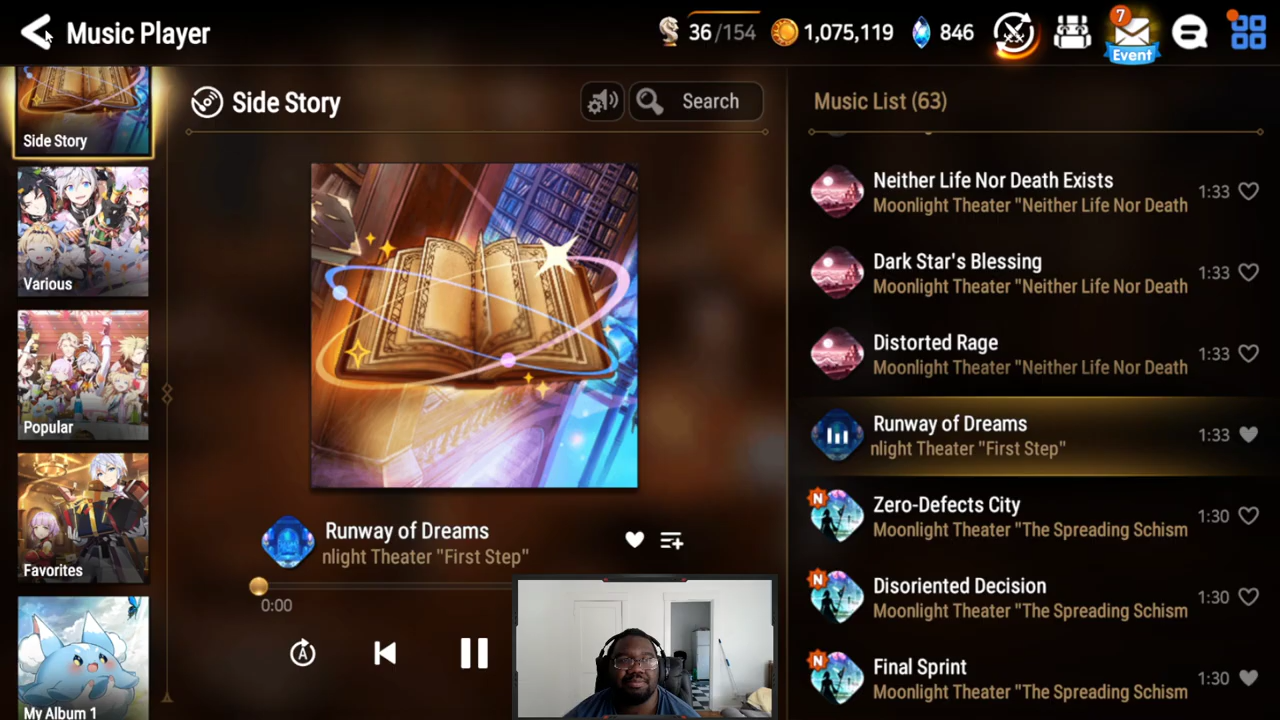 Music Player
36/154
1,075,119
846
7
Event
Side Story
Various
Popular
Favorites
My Album 1
Side Story
Search
Runway of Dreams
nlight Theater "First Step"
0:00
A
Music List (63)
Neither Life Nor Death Exists
Moonlight Theater "Neither Life Nor Death
1:33
Dark Star's Blessing
Moonlight Theater "Neither Life Nor Death
1:33
Distorted Rage
Moonlight Theater "Neither Life Nor Death
1:33
Runway of Dreams
nlight Theater "First Step"
1:33
N
Zero-Defects City
Moonlight Theater "The Spreading Schism
1:30
N
Disoriented Decision
Moonlight Theater "The Spreading Schism
1:30
N
Final Sprint
Moonlight Theater "The Spreading Schism
1:30